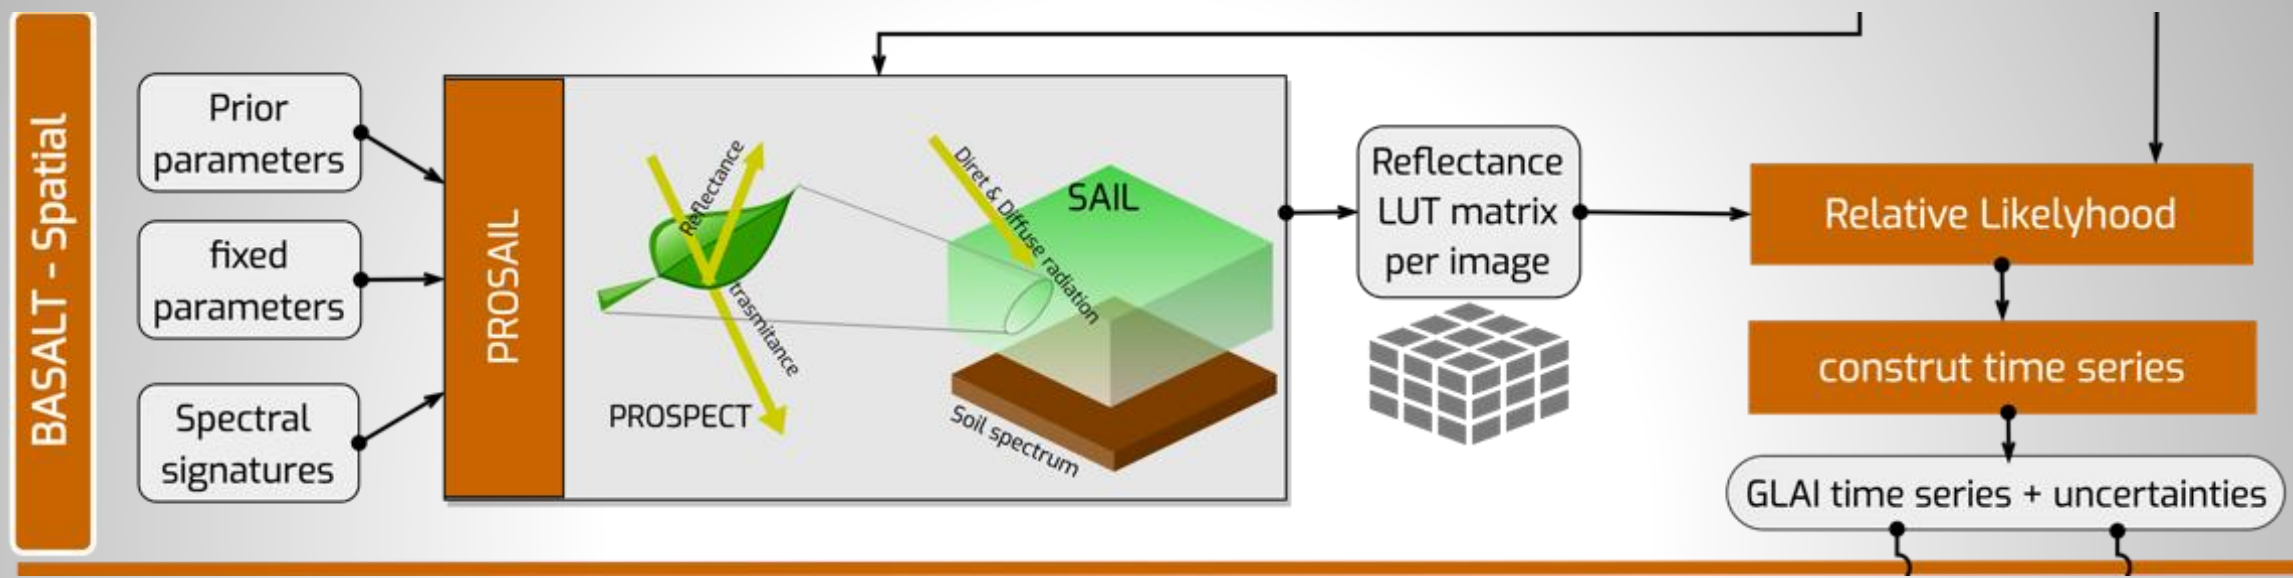 BASALT - Spatial
Prior
parameters
fixed
parameters
Spectral
signatures
PROSAIL
Reflectance
trasmitance
PROSPECT
Diret & Diffuse radiation
SAIL
Soil spectrum
Reflectance
LUT matrix
per image
Relative Likelyhood
construt time series
GLAI time series + uncertainties